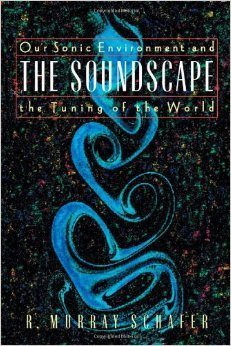 Our Sonic Environment and
THE SOUNDSCAPE
the Tuning of the World
R. MURRAY SCHAFER